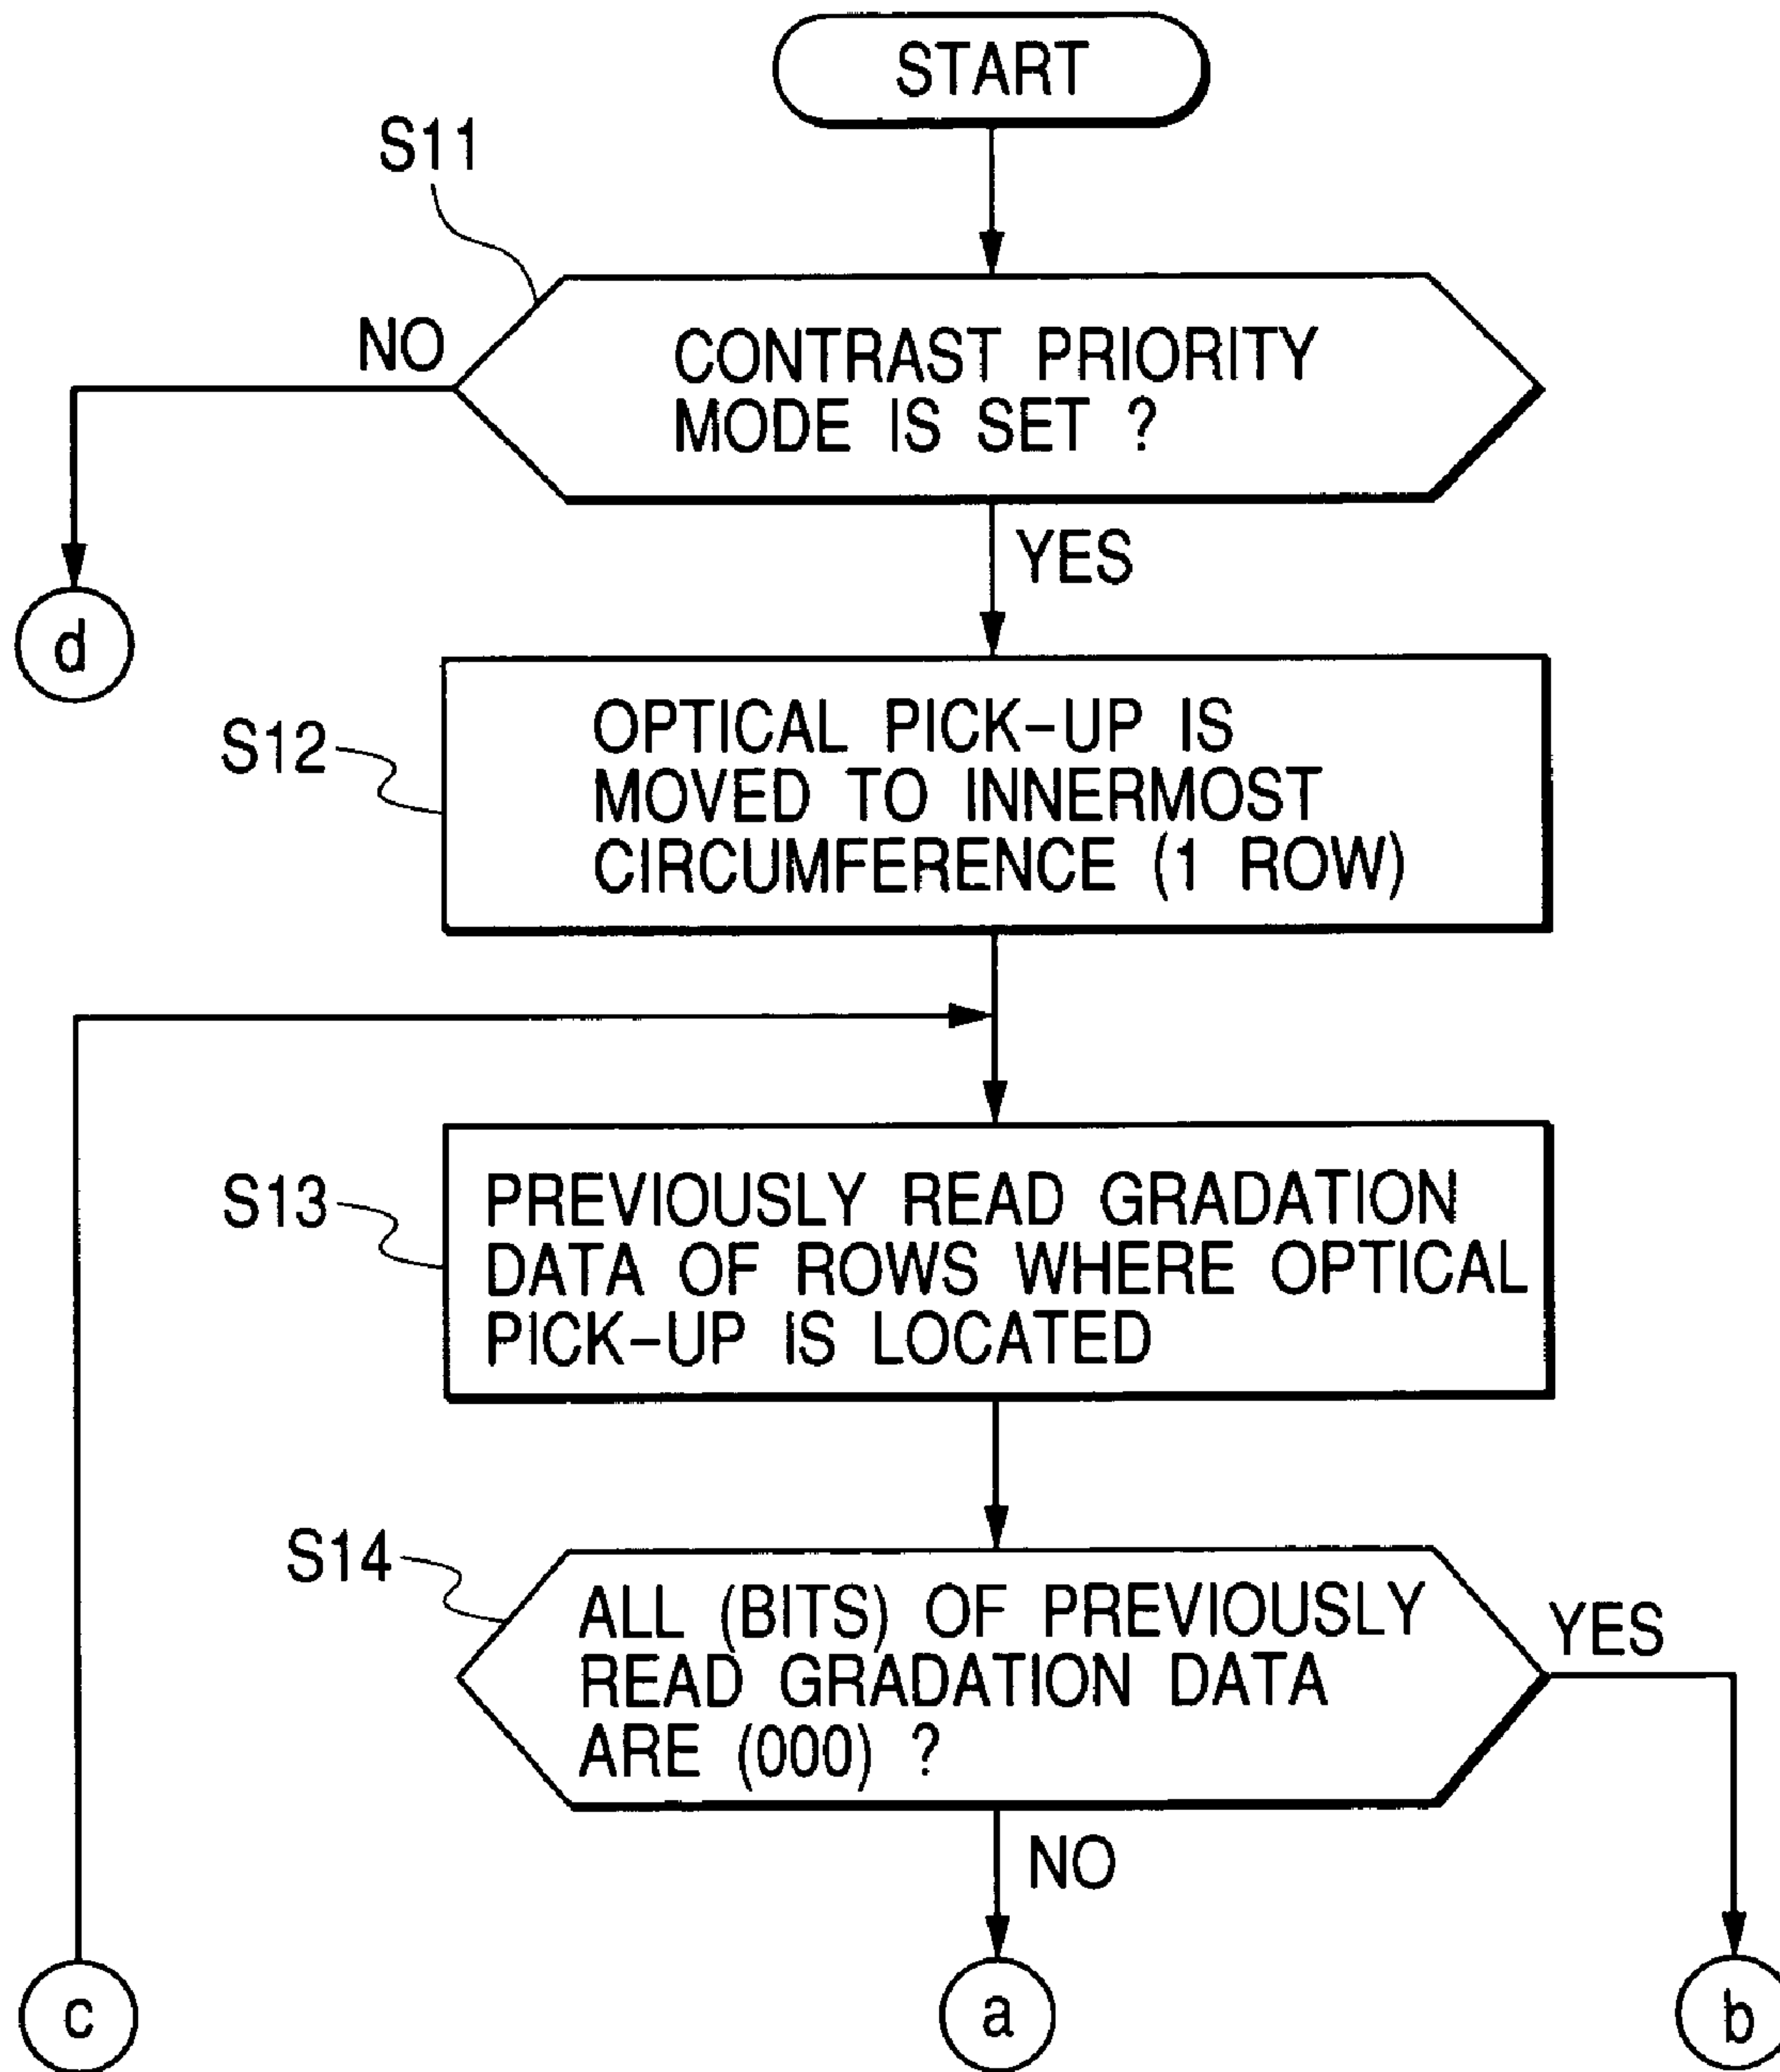 START
S11
NO
CONTRAST PRIORITY
MODE IS SET ?
YES
d
S12
OPTICAL PICK-UP IS
MOVED TO INNERMOST
CIRCUMFERENCE (1 ROW)
S13
PREVIOUSLY READ GRADATION
DATA OF ROWS WHERE OPTICAL
PICK-UP IS LOCATED
S14
ALL (BITS) OF PREVIOUSLY
READ GRADATION DATA
ARE (000) ?
YES
NO
c
a
b